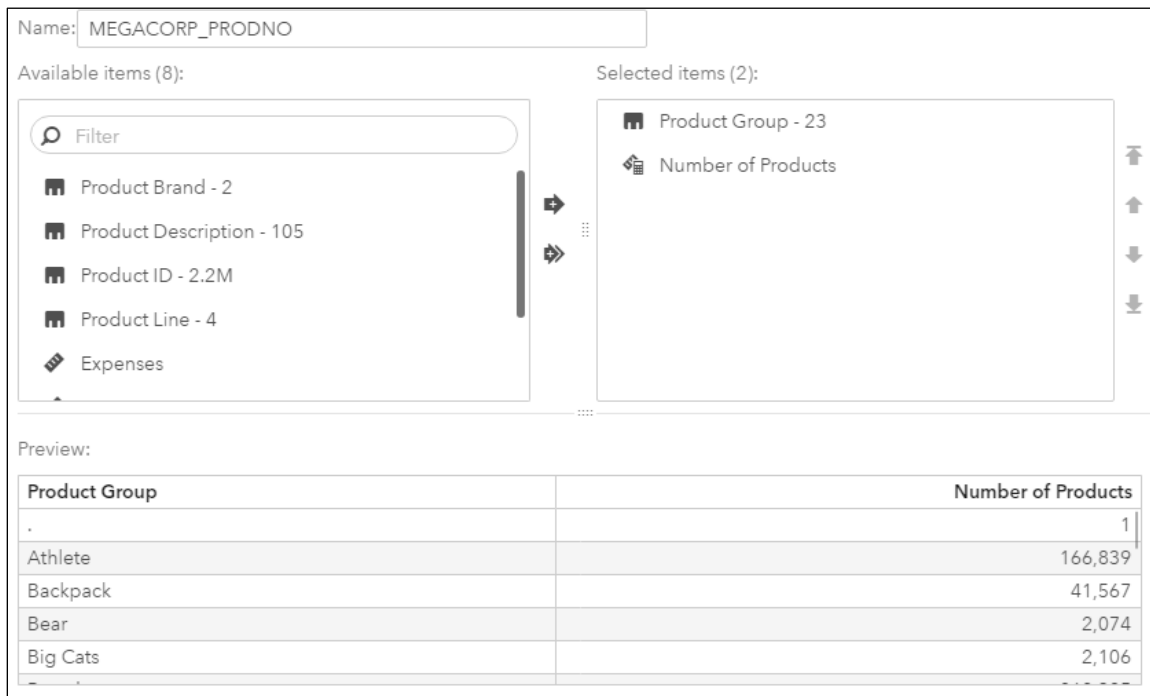 Name: MEGACORP_PRODNO
Available items (8):
Selected items (2):
Filter
Product Brand - 2
Product Description - 105
Product ID - 2.2M
Product Line - 4
Expenses
Product Group - 23
Number of Products
Preview:
Product Group Number of Products
. 1
Athlete 166,839
Backpack 41,567
Bear 2,074
Big Cats 2,106